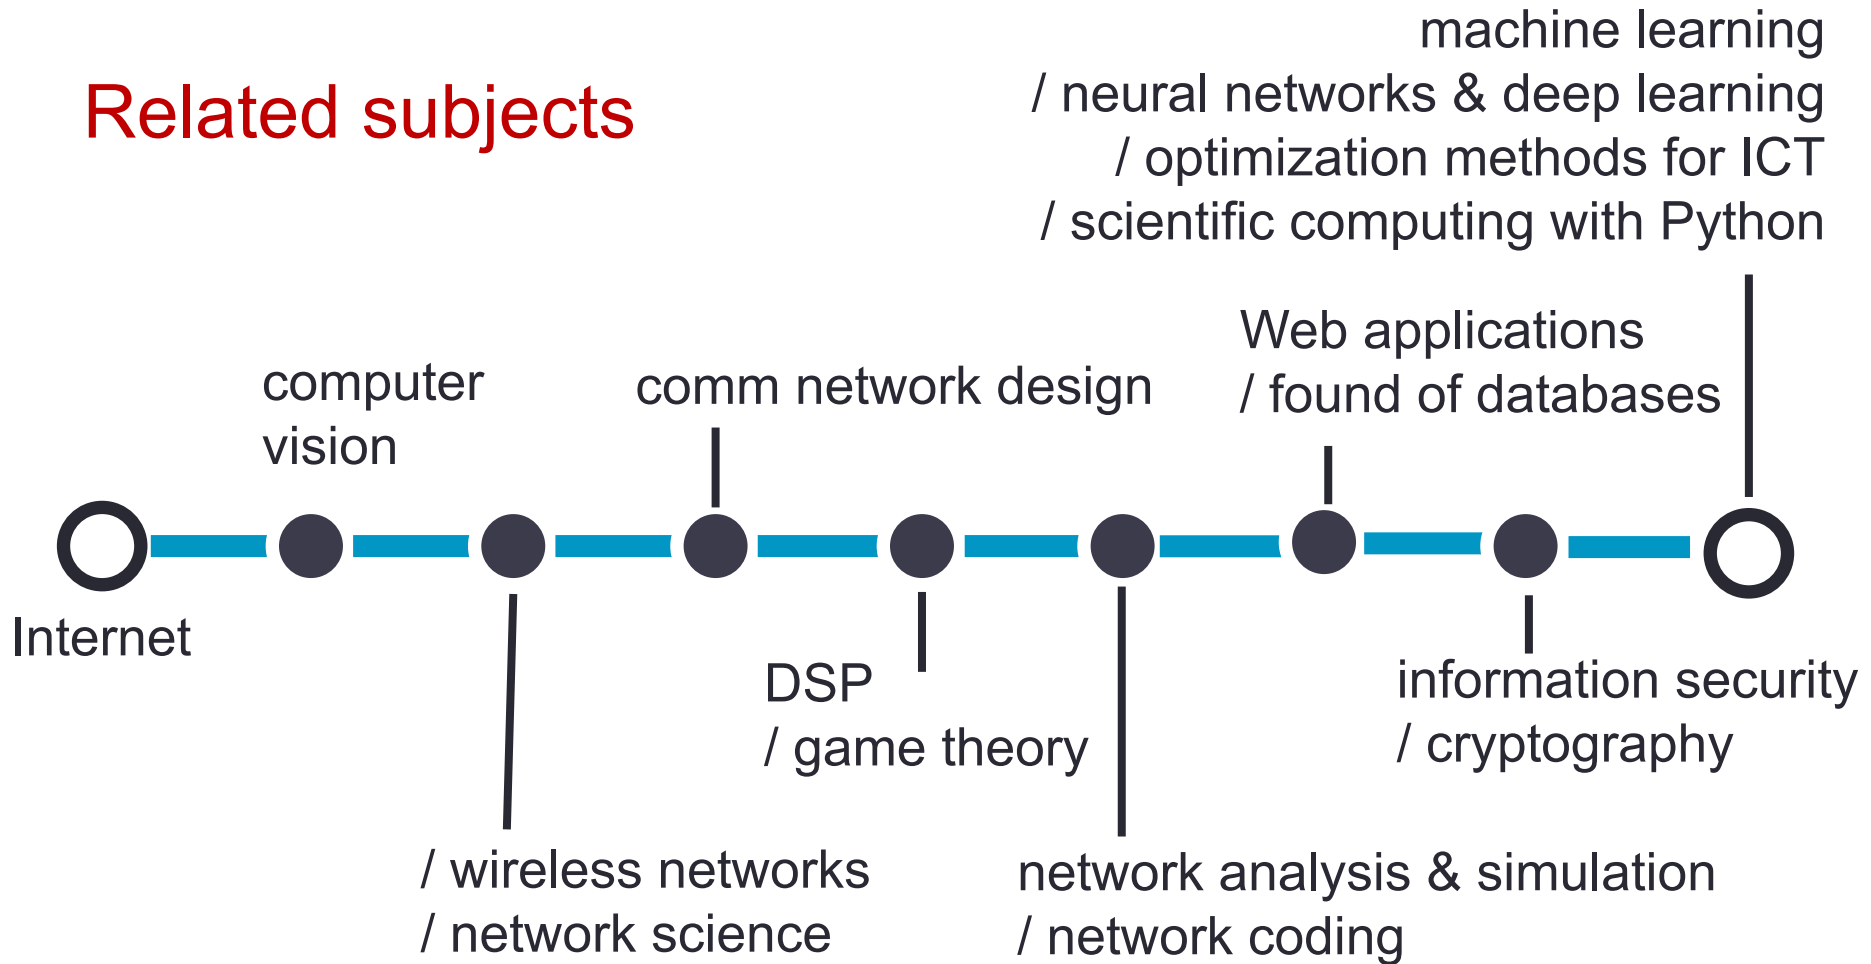 Related subjects
machine learning
/ neural networks & deep learning
/ optimization methods for ICT
/ scientific computing with Python
Web applications
/ found of databases
computer
vision
comm network design
Internet
DSP
/ game theory
information security
/ cryptography
/ wireless networks
/ network science
network analysis & simulation
/ network coding